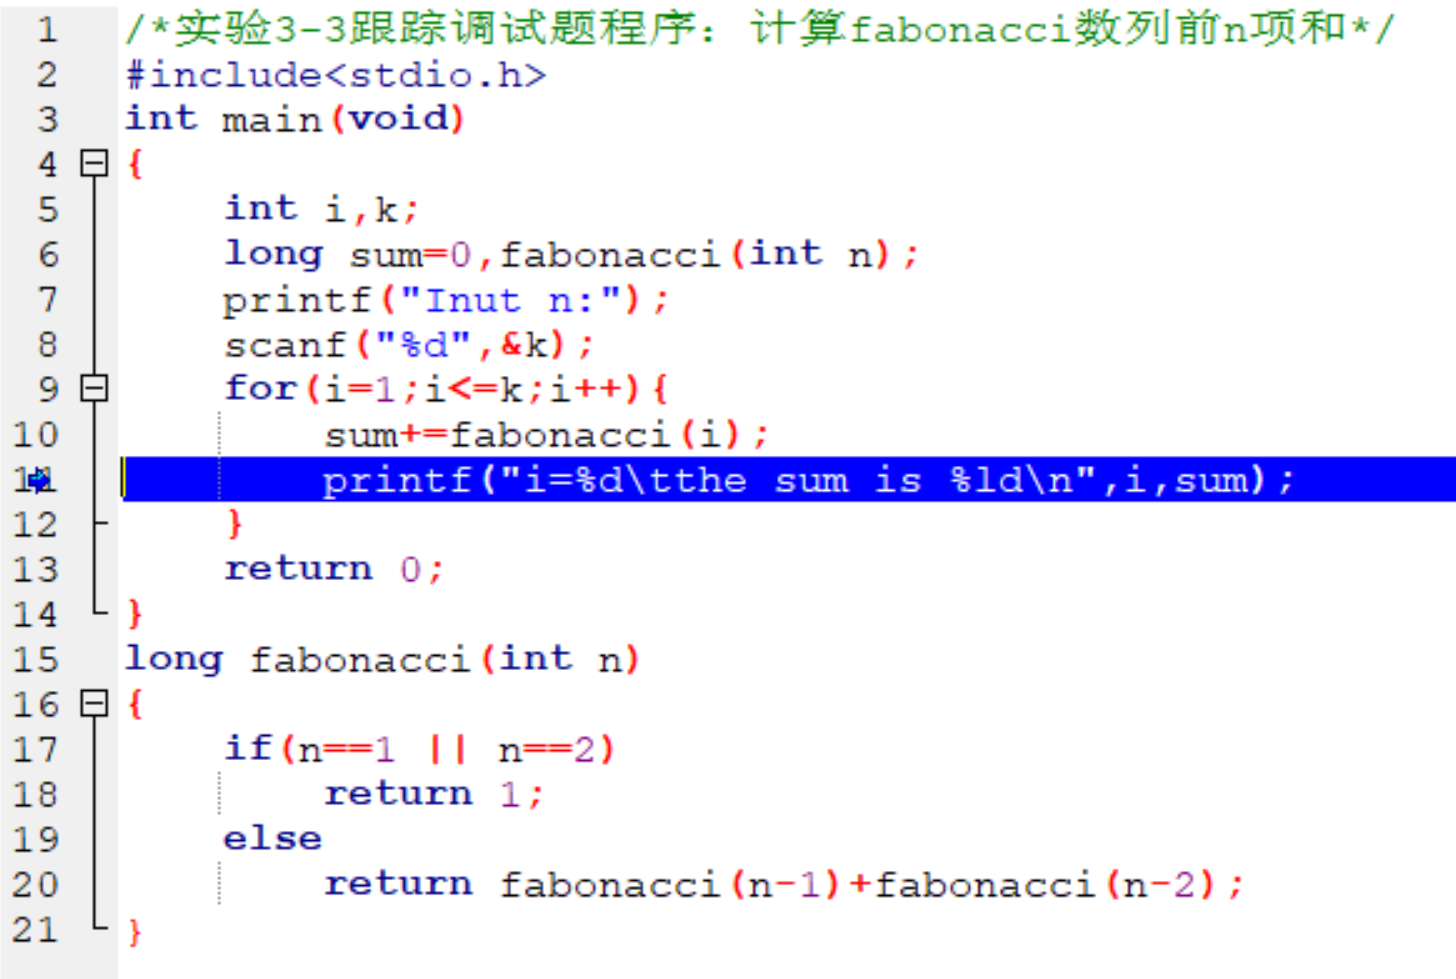 1 /*实验3-3跟踪调试题程序：计算fabonacci数列前n项和*/
2 #include<stdio.h>
3 int main(void)
4 {
5 int i,k;
6 long sum=0,fabonacci(int n);
7 printf("Inut n:");
8 scanf("%d",&k);
9 for(i=1;i<=k;i++){
10 sum+=fabonacci(i);
11 printf("i=%d\tthe sum is %ld\n",i,sum);
12 }
13 return 0;
14 }
15 long fabonacci(int n)
16 {
17 if(n==1 || n==2)
18 return 1;
19 else
20 return fabonacci(n-1)+fabonacci(n-2);
21 }